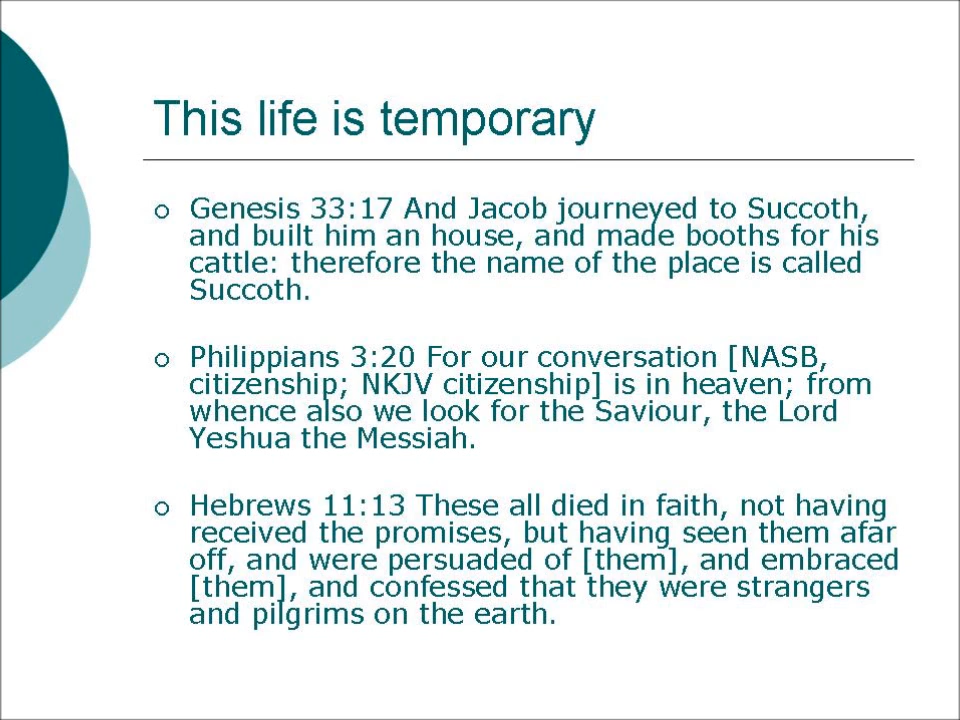 This life is temporary
Genesis 33:17 And Jacob journeyed to Succoth,
and built him an house, and made booths for his
cattle: therefore the name of the place is called
Succoth.
Philippians 3:20 For our conversation [NASB,
citizenship; NKJV citizenship] is in heaven; from
whence also we look for the Saviour, the Lord
Yeshua the Messiah.
Hebrews 11:13 These all died in faith, not having
received the promises, but having seen them afar
off, and were persuaded of [them], and embraced
[them], and confessed that they were strangers
and pilgrims on the earth.